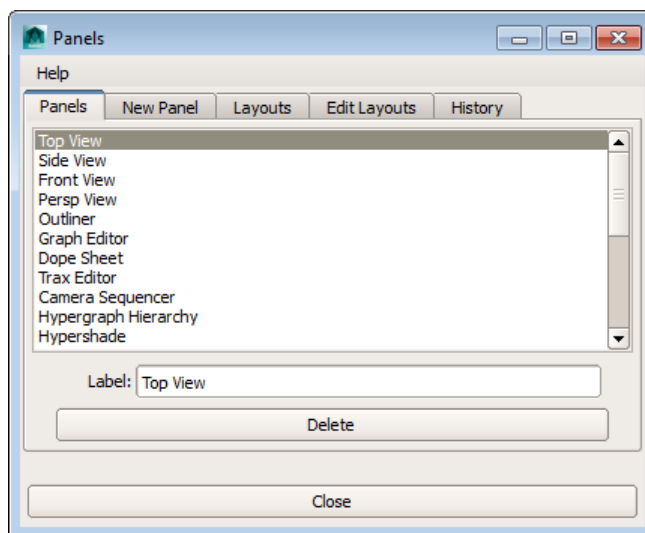 Panels
Help
Panels New Panel Layouts Edit Layouts History
Top View
Side View
Front View
Persp View
Outliner
Graph Editor
Dope Sheet
Trax Editor
Camera Sequencer
Hypergraph Hierarchy
Hypershade
Label: Top View
Delete
Close